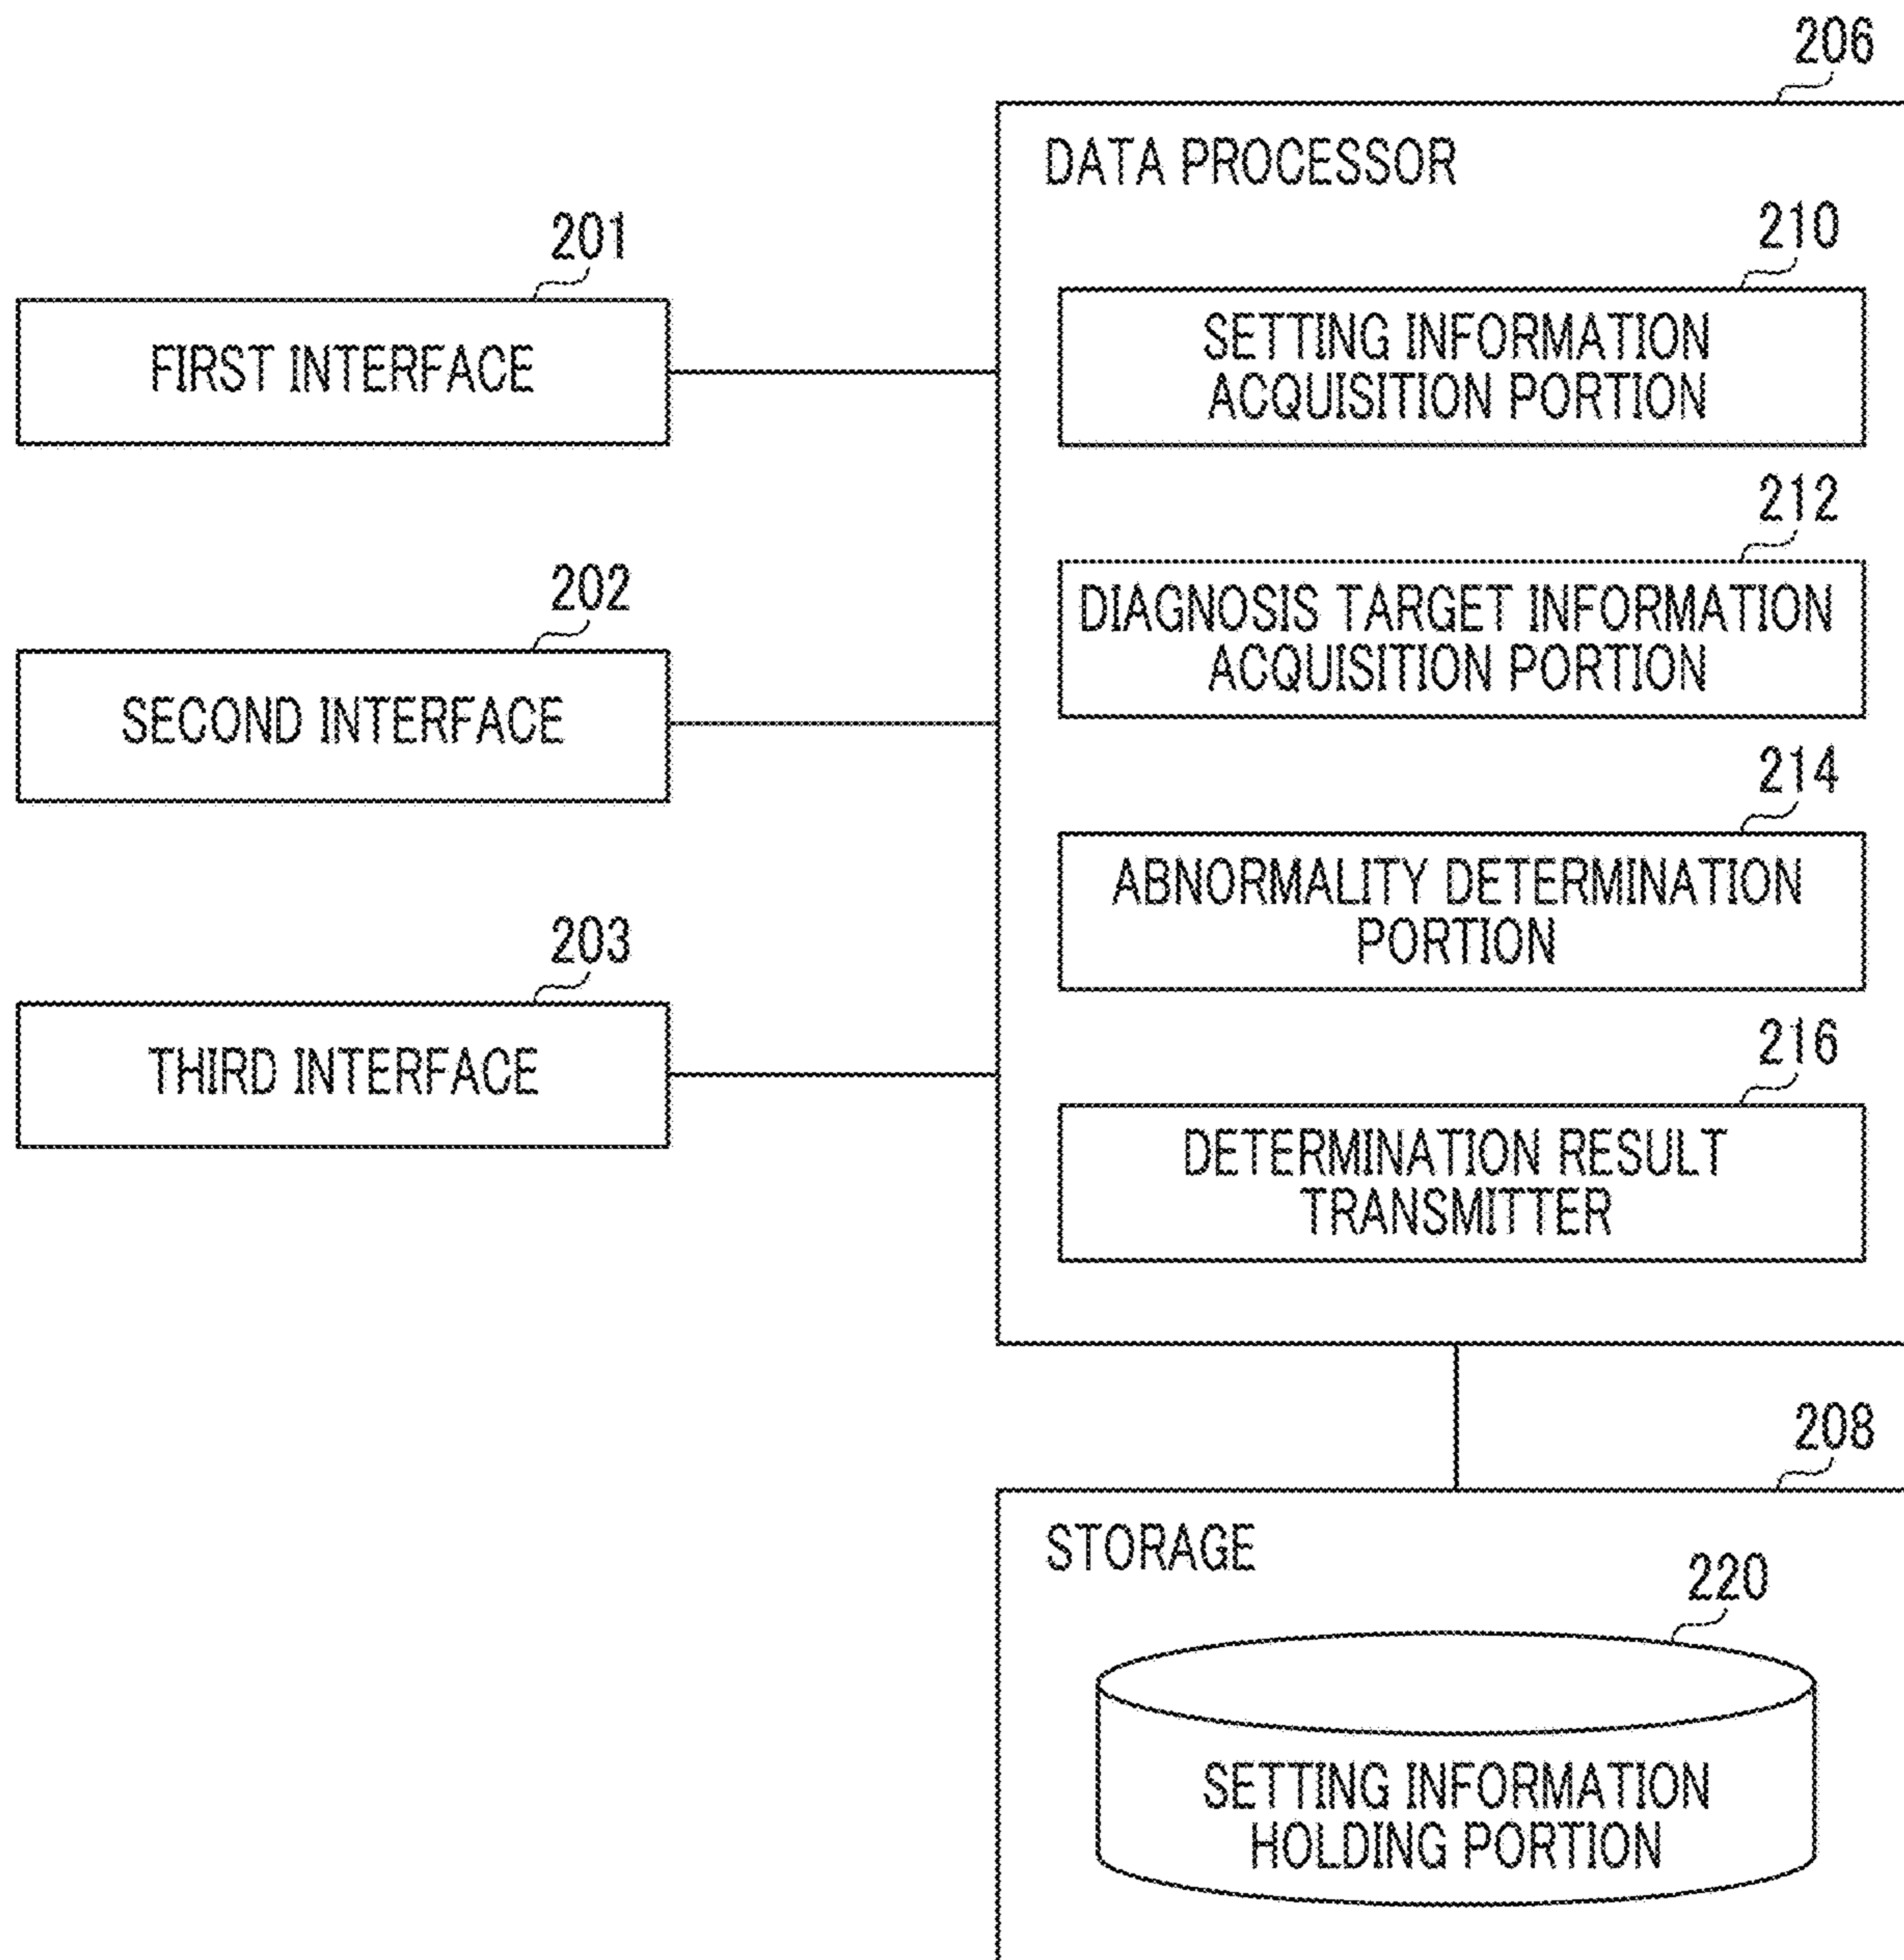 206
DATA PROCESSOR
210
SETTING INFORMATION
ACQUISITION PORTION
201
FIRST INTERFACE
212
DIAGNOSIS TARGET INFORMATION
ACQUISITION PORTION
202
SECOND INTERFACE
214
ABNORMALITY DETERMINATION
PORTION
203
THIRD INTERFACE
216
DETERMINATION RESULT
TRANSMITTER
208
STORAGE
220
SETTING INFORMATION
HOLDING PORTION